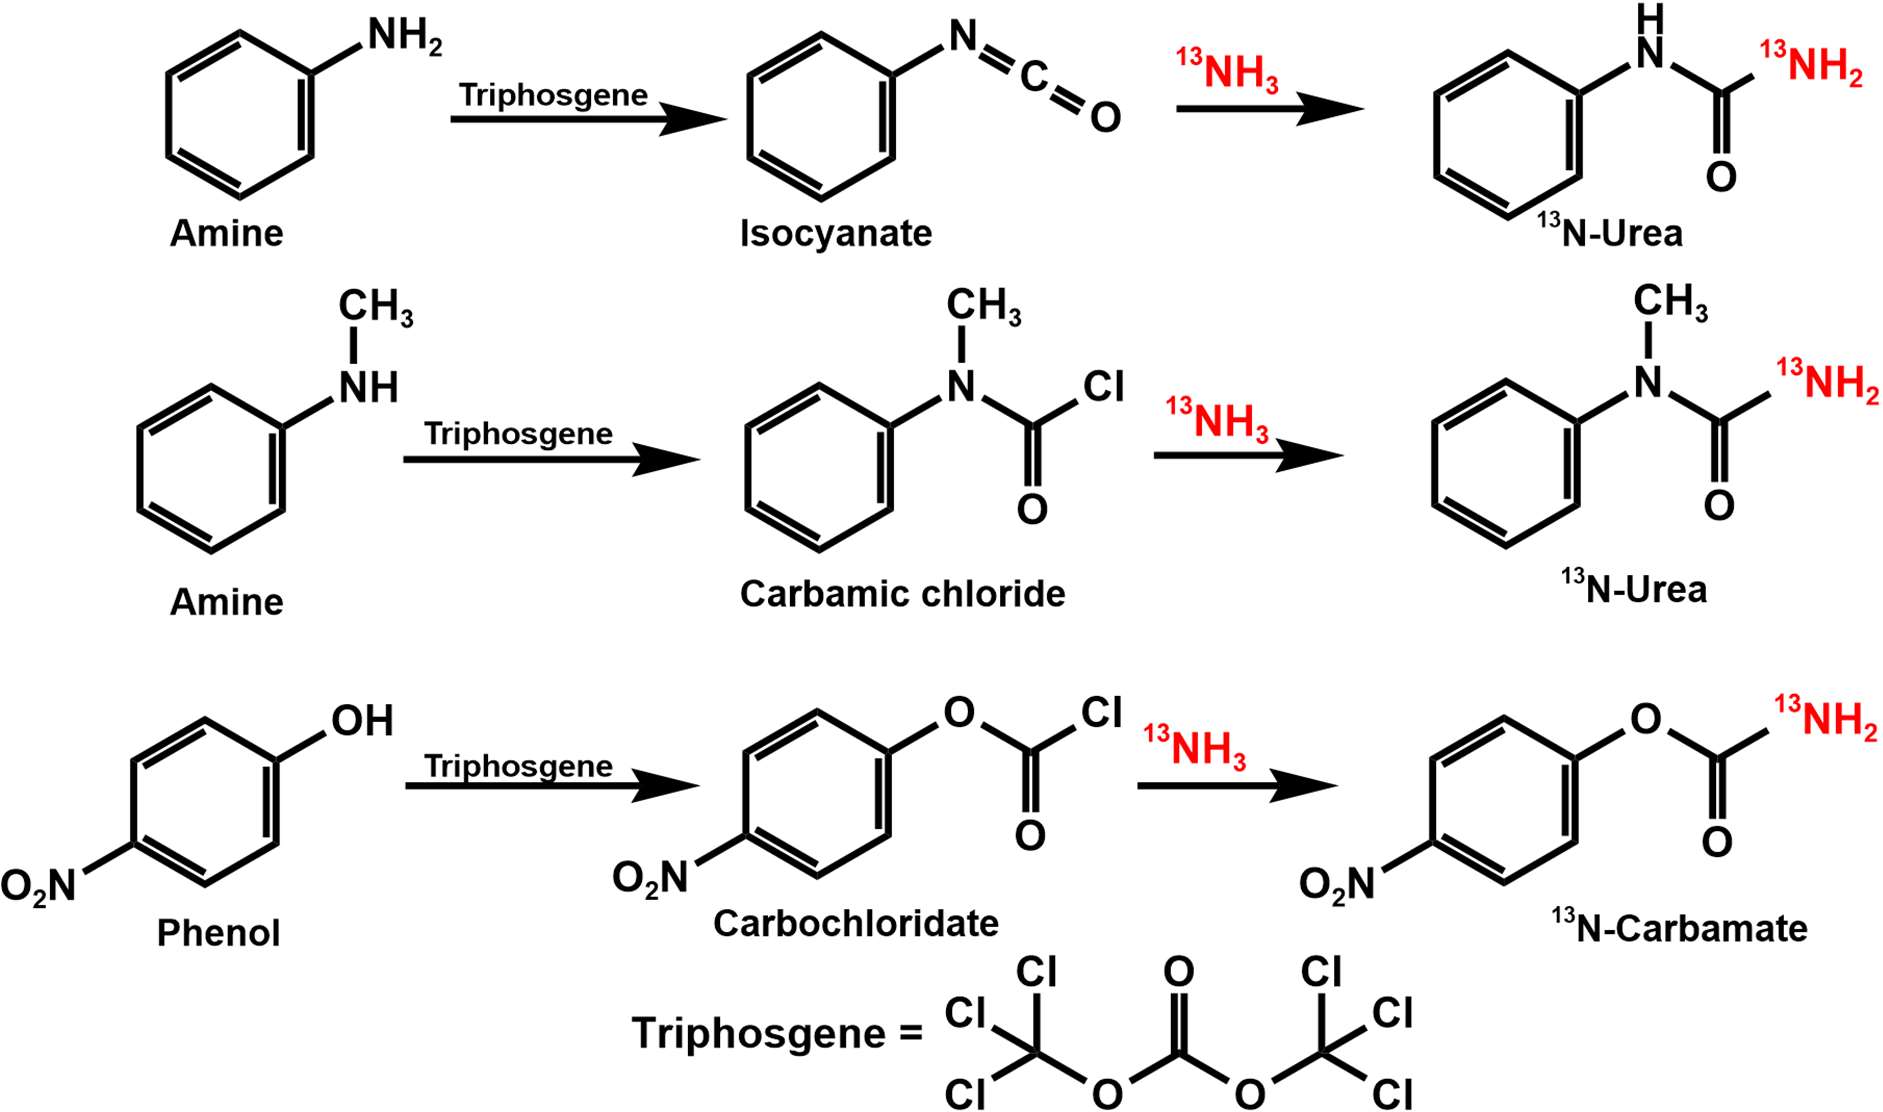 NH2
Triphosgene
N
C
O
13NH3
H
N
13NH2
O
Amine
Isocyanate
13N-Urea
CH3
NH
Triphosgene
CH3
N
Cl
O
13NH3
CH3
N
13NH2
O
Amine
Carbamic chloride
13N-Urea
OH
O2N
Triphosgene
O
Cl
O
O2N
13NH3
O
13NH2
O
O2N
Phenol
Carbochloridate
13N-Carbamate
Triphosgene =
Cl
Cl
Cl
O
O
O
Cl
Cl
Cl